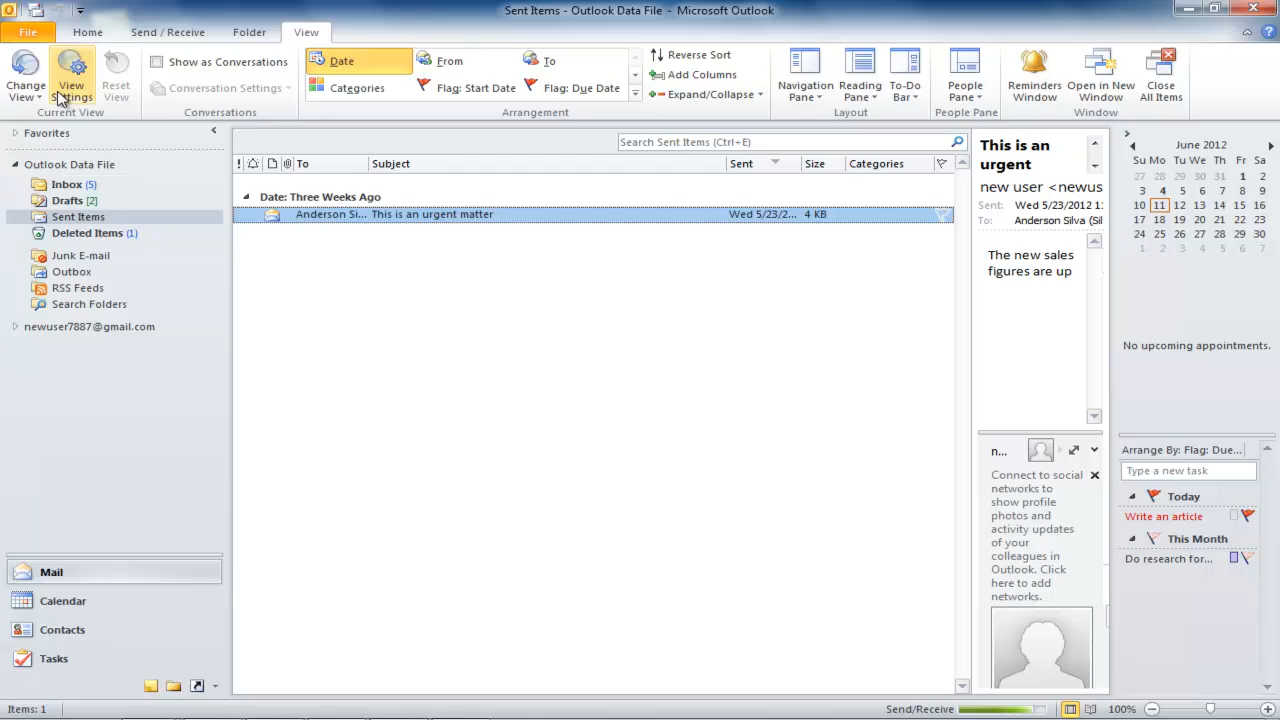 Sent Items - Outlook Data File - Microsoft Outlook
File Home Send / Receive Folder View
Change View View Settings Reset View
Current View
Show as Conversations
Conversation Settings
Conversations
Date From To
Categories Flag: Start Date Flag: Due Date
Arrangement
Reverse Sort
Add Columns
Expand/Collapse
Navigation Pane Reading Pane To-Do Bar
Layout
People Pane
People Pane
Reminders Window Open in New Window Close All Items
Window
Favorites
Outlook Data File
Inbox (5)
Drafts [2]
Sent Items
Deleted Items (1)
Junk E-mail
Outbox
RSS Feeds
Search Folders
newuser7887@gmail.com
Mail
Calendar
Contacts
Tasks
Search Sent Items (Ctrl+E)
To Subject Sent Size Categories
Date: Three Weeks Ago
Anderson Si... This is an urgent matter Wed 5/23/2... 4 KB
This is an
urgent
new user <newus
Sent: Wed 5/23/2012 11
To: Anderson Silva (Sil
The new sales
figures are up
n...
Connect to social
networks to
show profile
photos and
activity updates
of your
colleagues in
Outlook. Click
here to add
networks.
June 2012
Su Mo Tu We Th Fr Sa
27 28 29 30 31 1 2
3 4 5 6 7 8 9
10 11 12 13 14 15 16
17 18 19 20 21 22 23
24 25 26 27 28 29 30
1 2 3 4 5 6 7
No upcoming appointments.
Arrange By: Flag: Due...
Type a new task
Today
Write an article
This Month
Do research for...
Items: 1
Send/Receive
100%